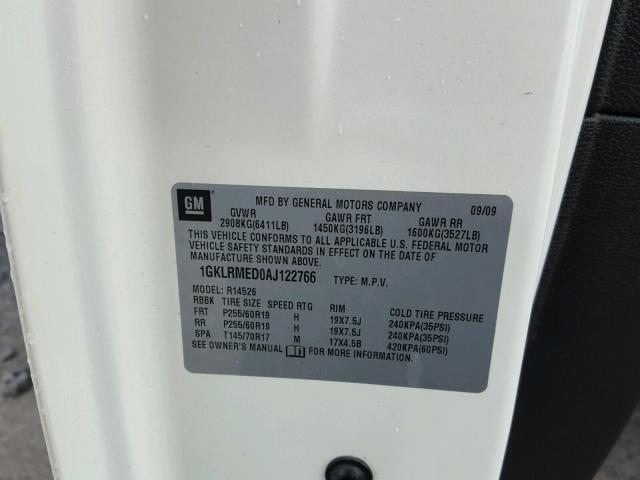 GM
MFD BY GENERAL MOTORS COMPANY 09/09
GVWR GAWR FRT GAWR RR
2908KG(6411LB) 1450KG(3196LB) 1600KG(3527LB)
THIS VEHICLE CONFORMS TO ALL APPLICABLE U.S. FEDERAL MOTOR
VEHICLE SAFETY STANDARDS IN EFFECT ON THE DATE OF
MANUFACTURE SHOWN ABOVE.
1GKLRMED0AJ122766 TYPE: M.P.V.
MODEL: R14526
RBBK TIRE SIZE SPEED RTG RIM COLD TIRE PRESSURE
FRT P255/60R19 H 19X7.5J 240KPA(35PSI)
RR P255/60R19 H 19X7.5J 240KPA(35PSI)
SPA T145/70R17 M 17X4.5B 420KPA(60PSI)
SEE OWNER'S MANUAL FOR MORE INFORMATION.